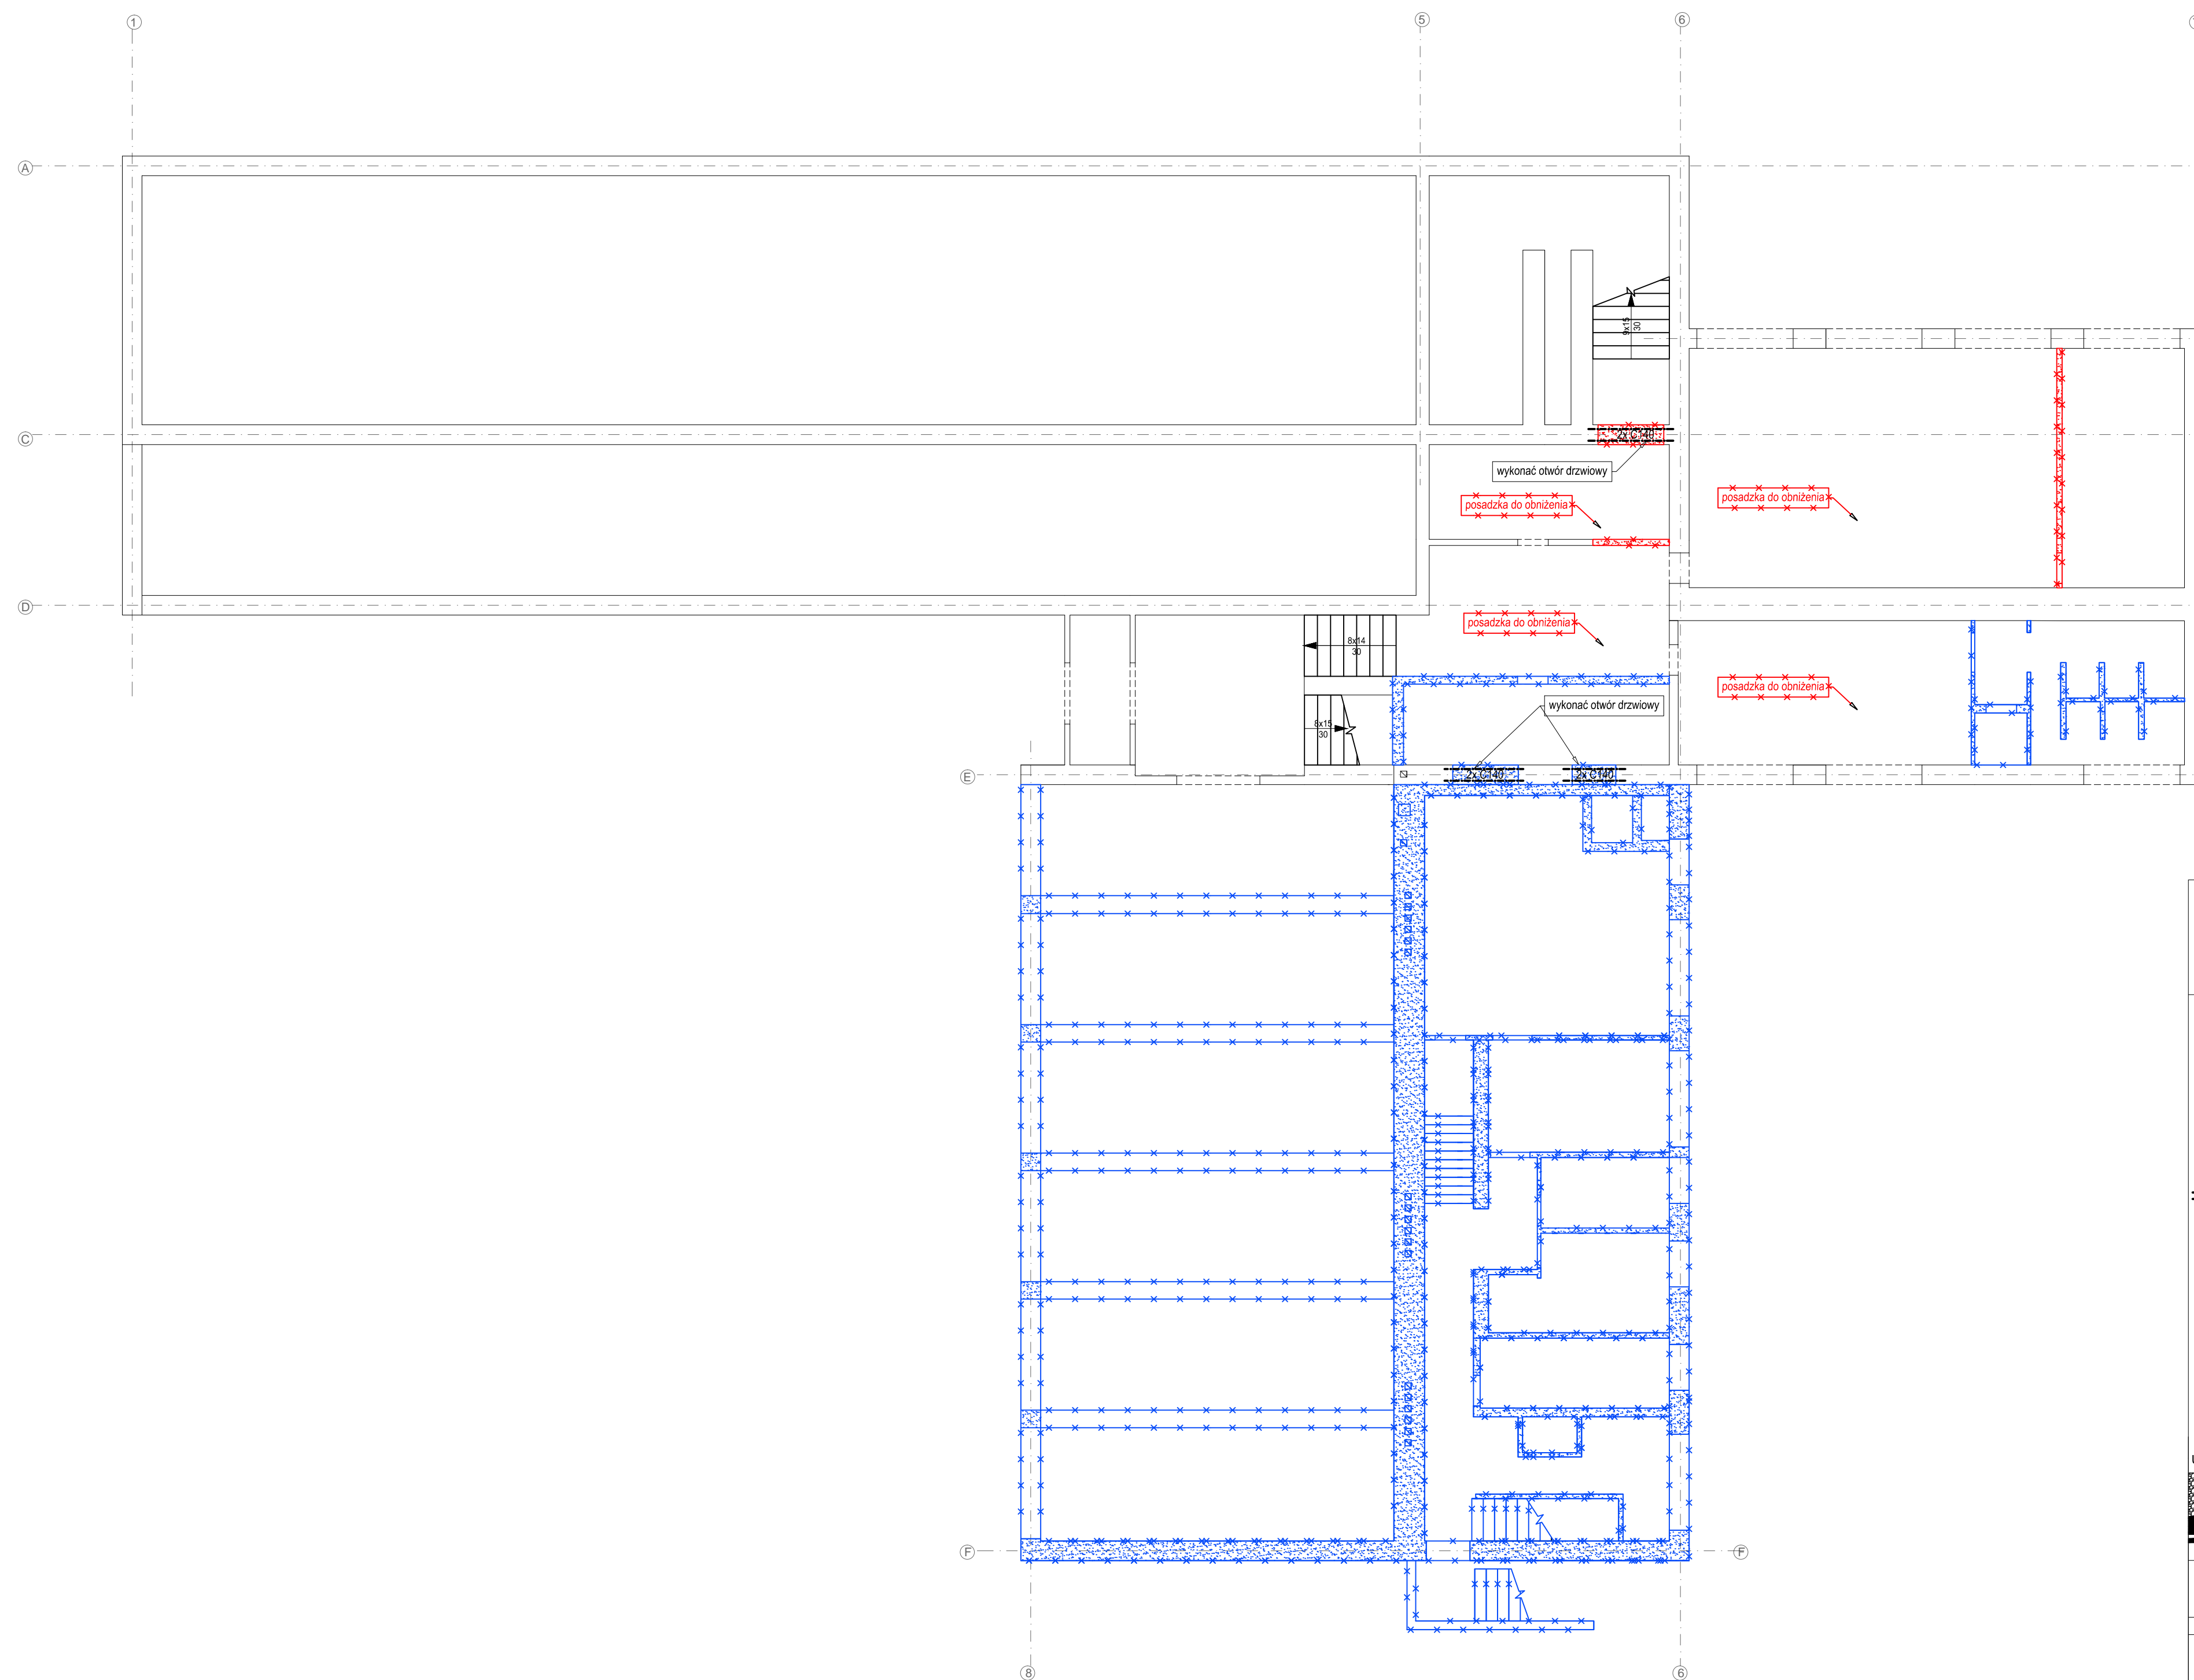 1
5
6
A
9x15
30
C
2x C140
wykonać otwór drzwiowy
posadzka do obniżenia
posadzka do obniżenia
D
posadzka do obniżenia
8x14
30
posadzka do obniżenia
wykonać otwór drzwiowy
8x15
30
E
2x C140
2x C140
F
F
8
6